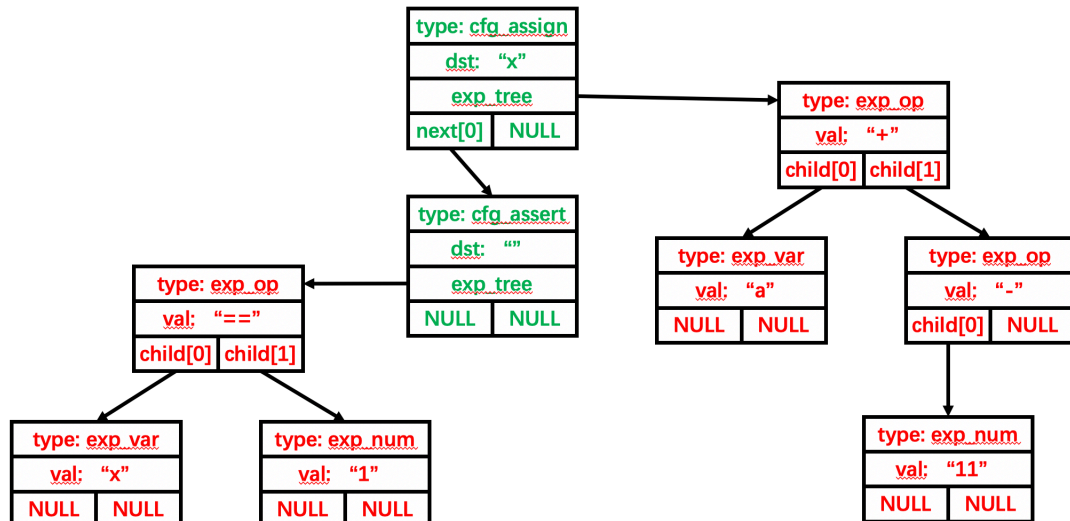 type: cfg_assign
dst: “x”
exp_tree
next[0] NULL
type: exp_op
val: “+”
child[0] child[1]
type: cfg_assert
dst: “”
exp_tree
NULL NULL
type: exp_var
val: “a”
NULL NULL
type: exp_op
val: “-”
child[0] NULL
type: exp_op
val: “==”
child[0] child[1]
type: exp_var
val: “x”
NULL NULL
type: exp_num
val: “1”
NULL NULL
type: exp_num
val: “11”
NULL NULL